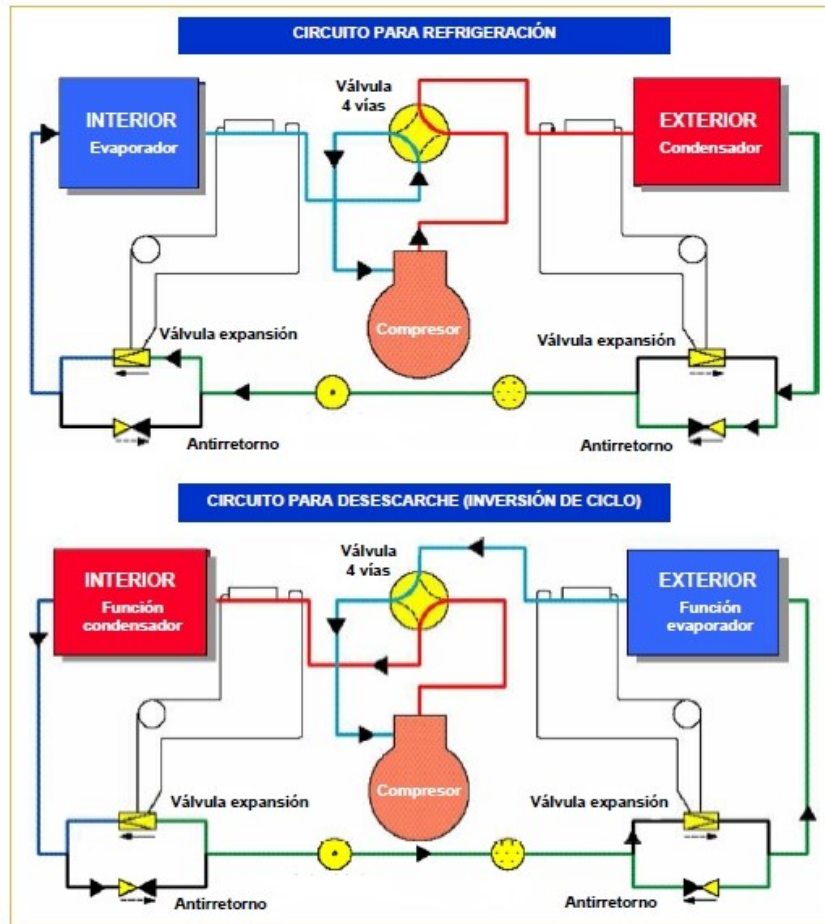 CIRCUITO PARA REFRIGERACIÓN
Válvula
4 vías
INTERIOR
Evaporador
EXTERIOR
Condensador
Compresor
Válvula expansión
Válvula expansión
Antirretorno
Antirretorno
CIRCUITO PARA DESESCARCHE (INVERSIÓN DE CICLO)
Válvula
4 vías
INTERIOR
Función
condensador
EXTERIOR
Función
evaporador
Compresor
Válvula expansión
Válvula expansión
Antirretorno
Antirretorno